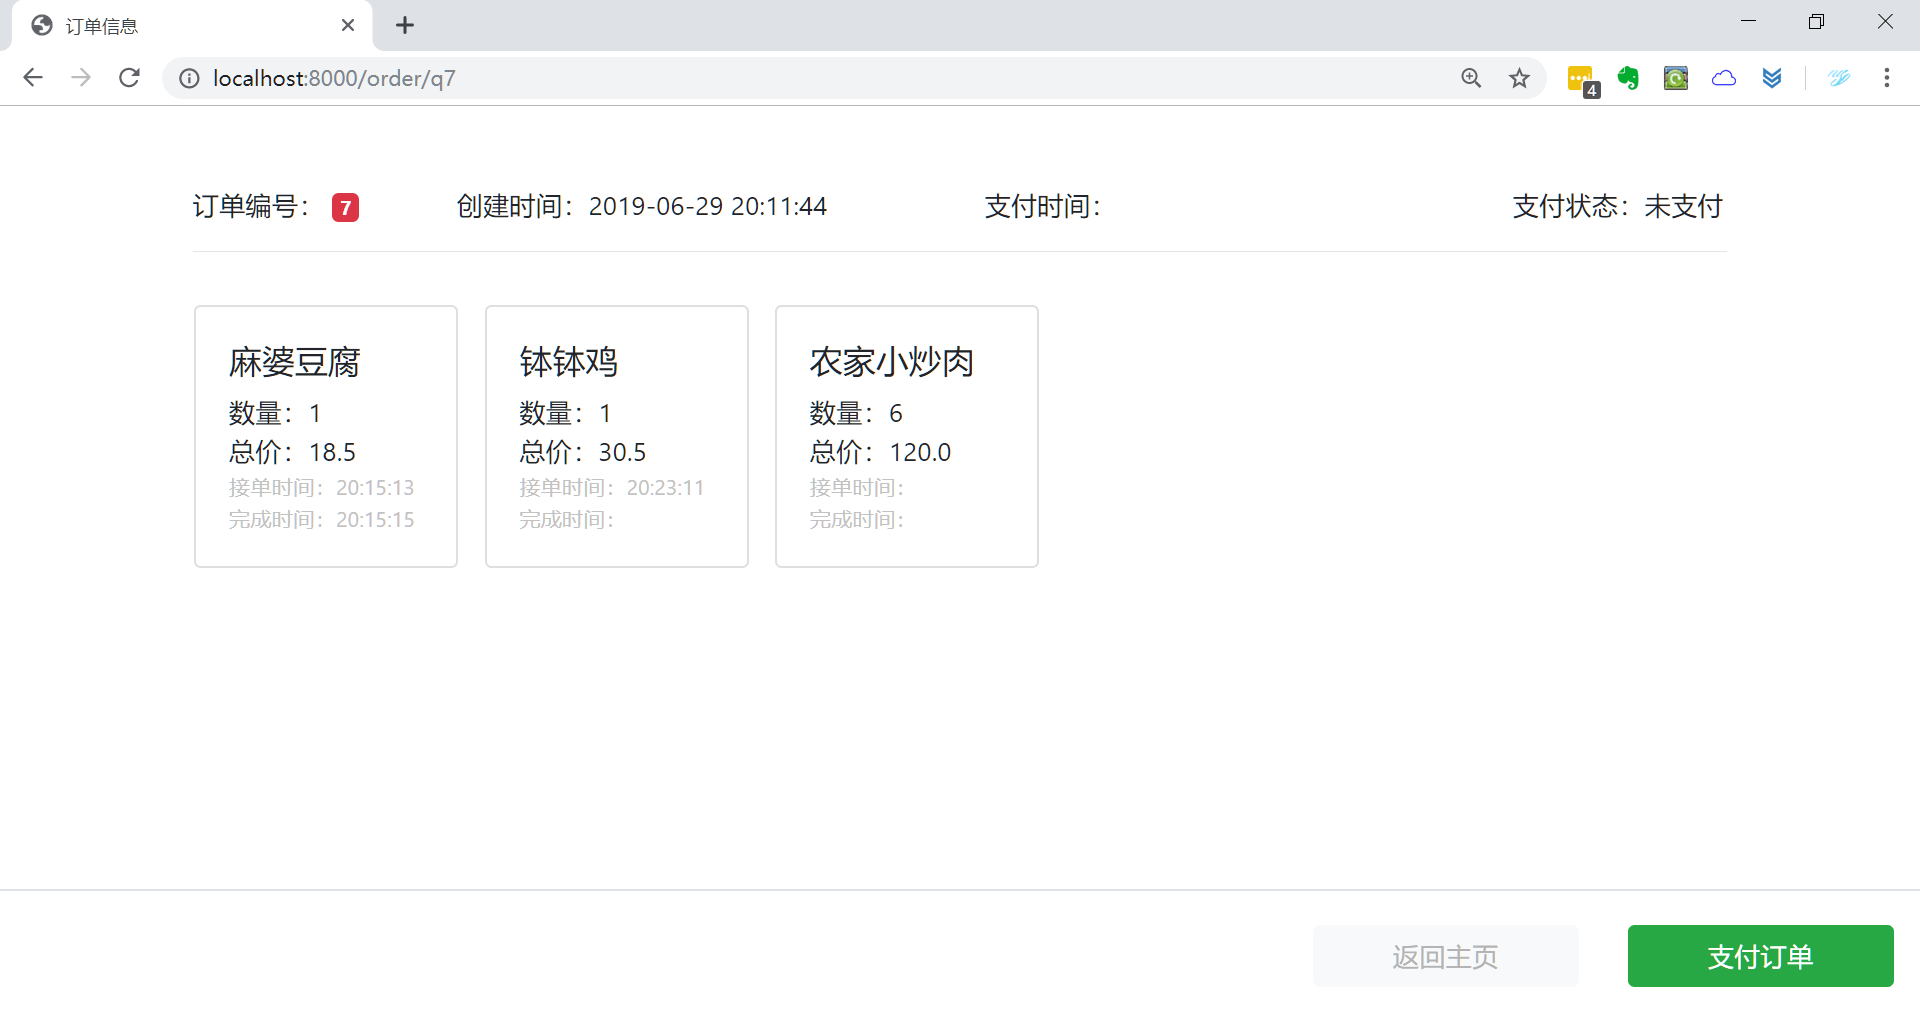 订单信息
localhost:8000/order/q7
4
订单编号： 7 创建时间：2019-06-29 20:11:44 支付时间： 支付状态：未支付
麻婆豆腐
数量：1
总价：18.5
接单时间：20:15:13
完成时间：20:15:15
钵钵鸡
数量：1
总价：30.5
接单时间：20:23:11
完成时间：
农家小炒肉
数量：6
总价：120.0
接单时间：
完成时间：
返回主页 支付订单